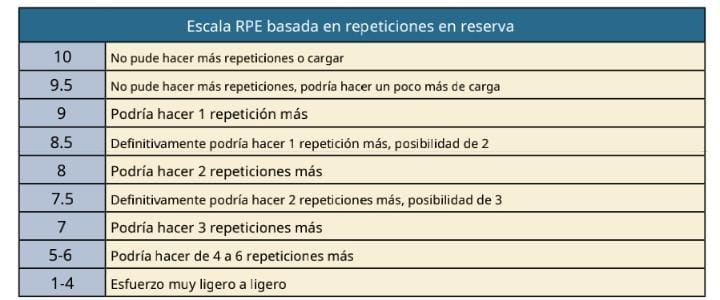 Escala RPE basada en repeticiones en reserva
10 No pude hacer más repeticiones o cargar
9.5 No pude hacer más repeticiones, podría hacer un poco más de carga
9 Podría hacer 1 repetición más
8.5 Definitivamente podría hacer 1 repetición más, posibilidad de 2
8 Podría hacer 2 repeticiones más
7.5 Definitivamente podría hacer 2 repeticiones más, posibilidad de 3
7 Podría hacer 3 repeticiones más
5-6 Podría hacer de 4 a 6 repeticiones más
1-4 Esfuerzo muy ligero a ligero